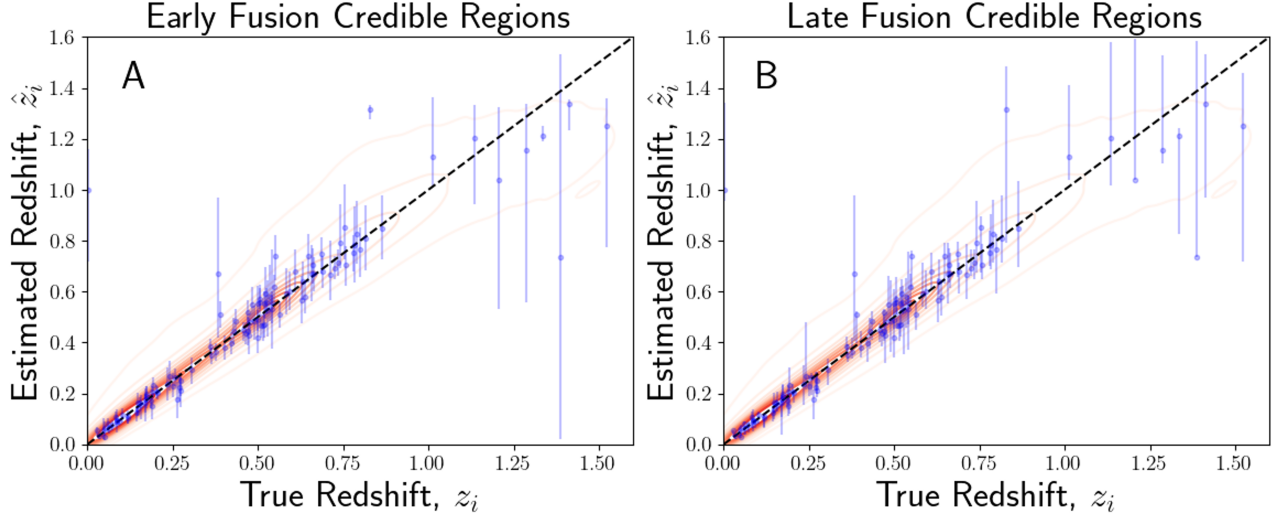 Early Fusion Credible Regions
A
1.6
1.4
1.2
1.0
0.8
0.6
0.4
0.2
0.0
0.00 0.25 0.50 0.75 1.00 1.25 1.50
Estimated Redshift, ẑᵢ
True Redshift, zᵢ
Late Fusion Credible Regions
B
1.6
1.4
1.2
1.0
0.8
0.6
0.4
0.2
0.0
0.00 0.25 0.50 0.75 1.00 1.25 1.50
Estimated Redshift, ẑᵢ
True Redshift, zᵢ